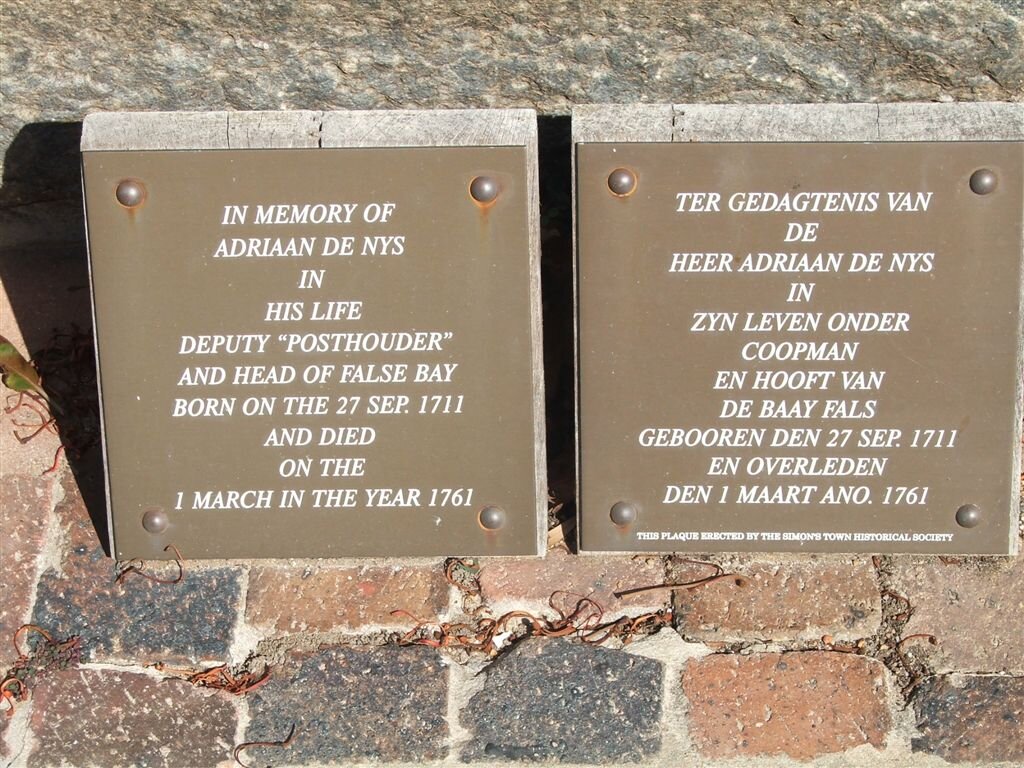 IN MEMORY OF
ADRIAAN DE NYS
IN
HIS LIFE
DEPUTY “POSTHOUDER”
AND HEAD OF FALSE BAY
BORN ON THE 27 SEP. 1711
AND DIED
ON THE
1 MARCH IN THE YEAR 1761
TER GEDAGTENIS VAN
DE
HEER ADRIAAN DE NYS
IN
ZYN LEVEN ONDER
COOPMAN
EN HOOFT VAN
DE BAAY FALS
GEBOOREN DEN 27 SEP. 1711
EN OVERLEDEN
DEN 1 MAART ANO. 1761
THIS PLAQUE ERECTED BY THE SIMON'S TOWN HISTORICAL SOCIETY